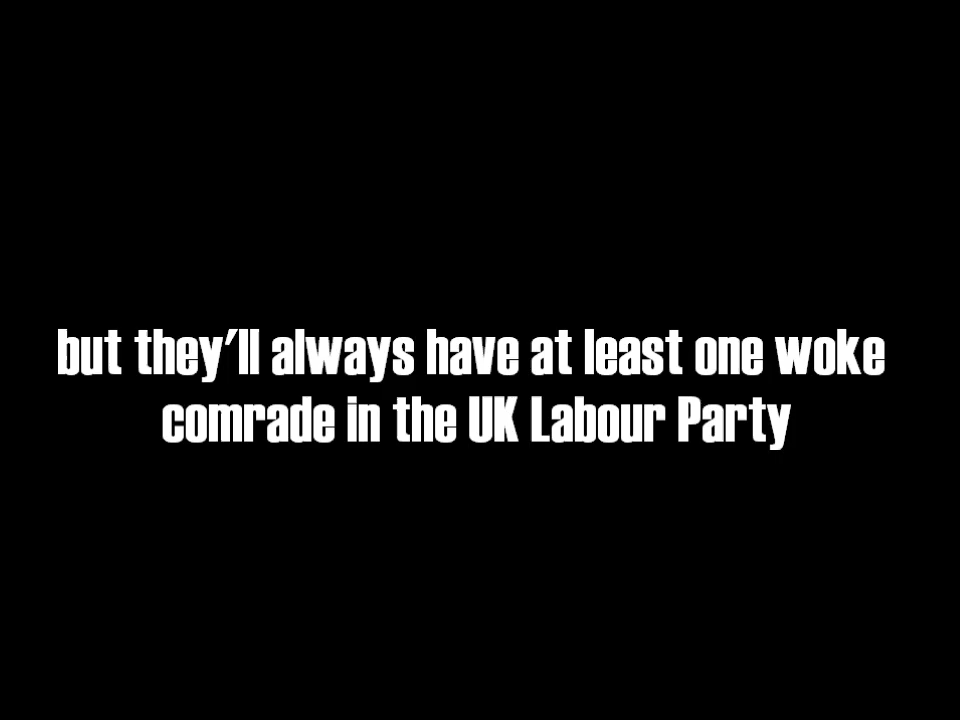 but they'll always have at least one woke
comrade in the UK Labour Party